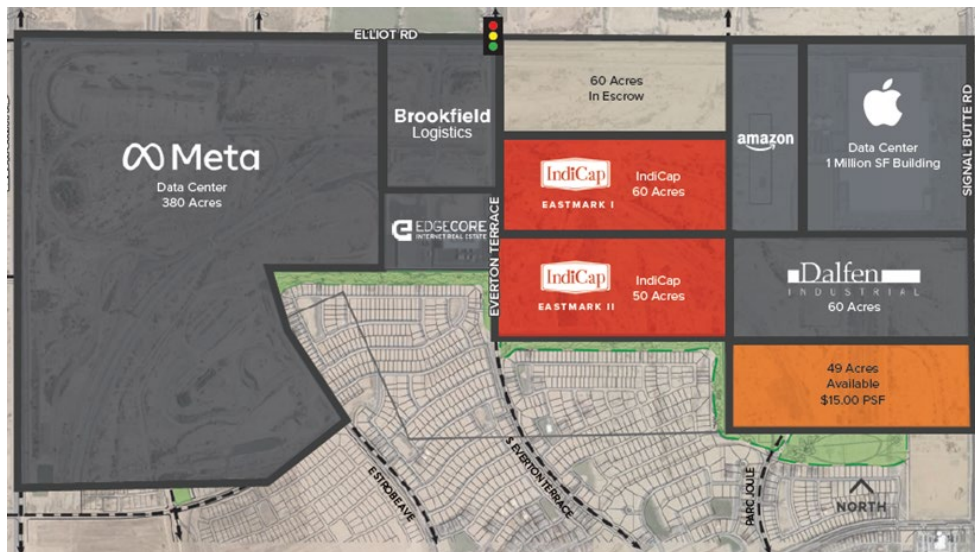 ELLIOT RD
60 Acres
In Escrow
Meta
Data Center
380 Acres
Brookfield
Logistics
EDGECORE
INTERNET REAL ESTATE
EVERTON TERRACE
IndiCap
EASTMARK I
IndiCap
60 Acres
IndiCap
EASTMARK II
IndiCap
50 Acres
amazon
Data Center
1 Million SF Building
SIGNAL BUTTE RD
Dalfen
INDUSTRIAL
60 Acres
49 Acres
Available
$15.00 PSF
E STROBE AVE
S EVERTON TERRACE
PARC JOULE
NORTH